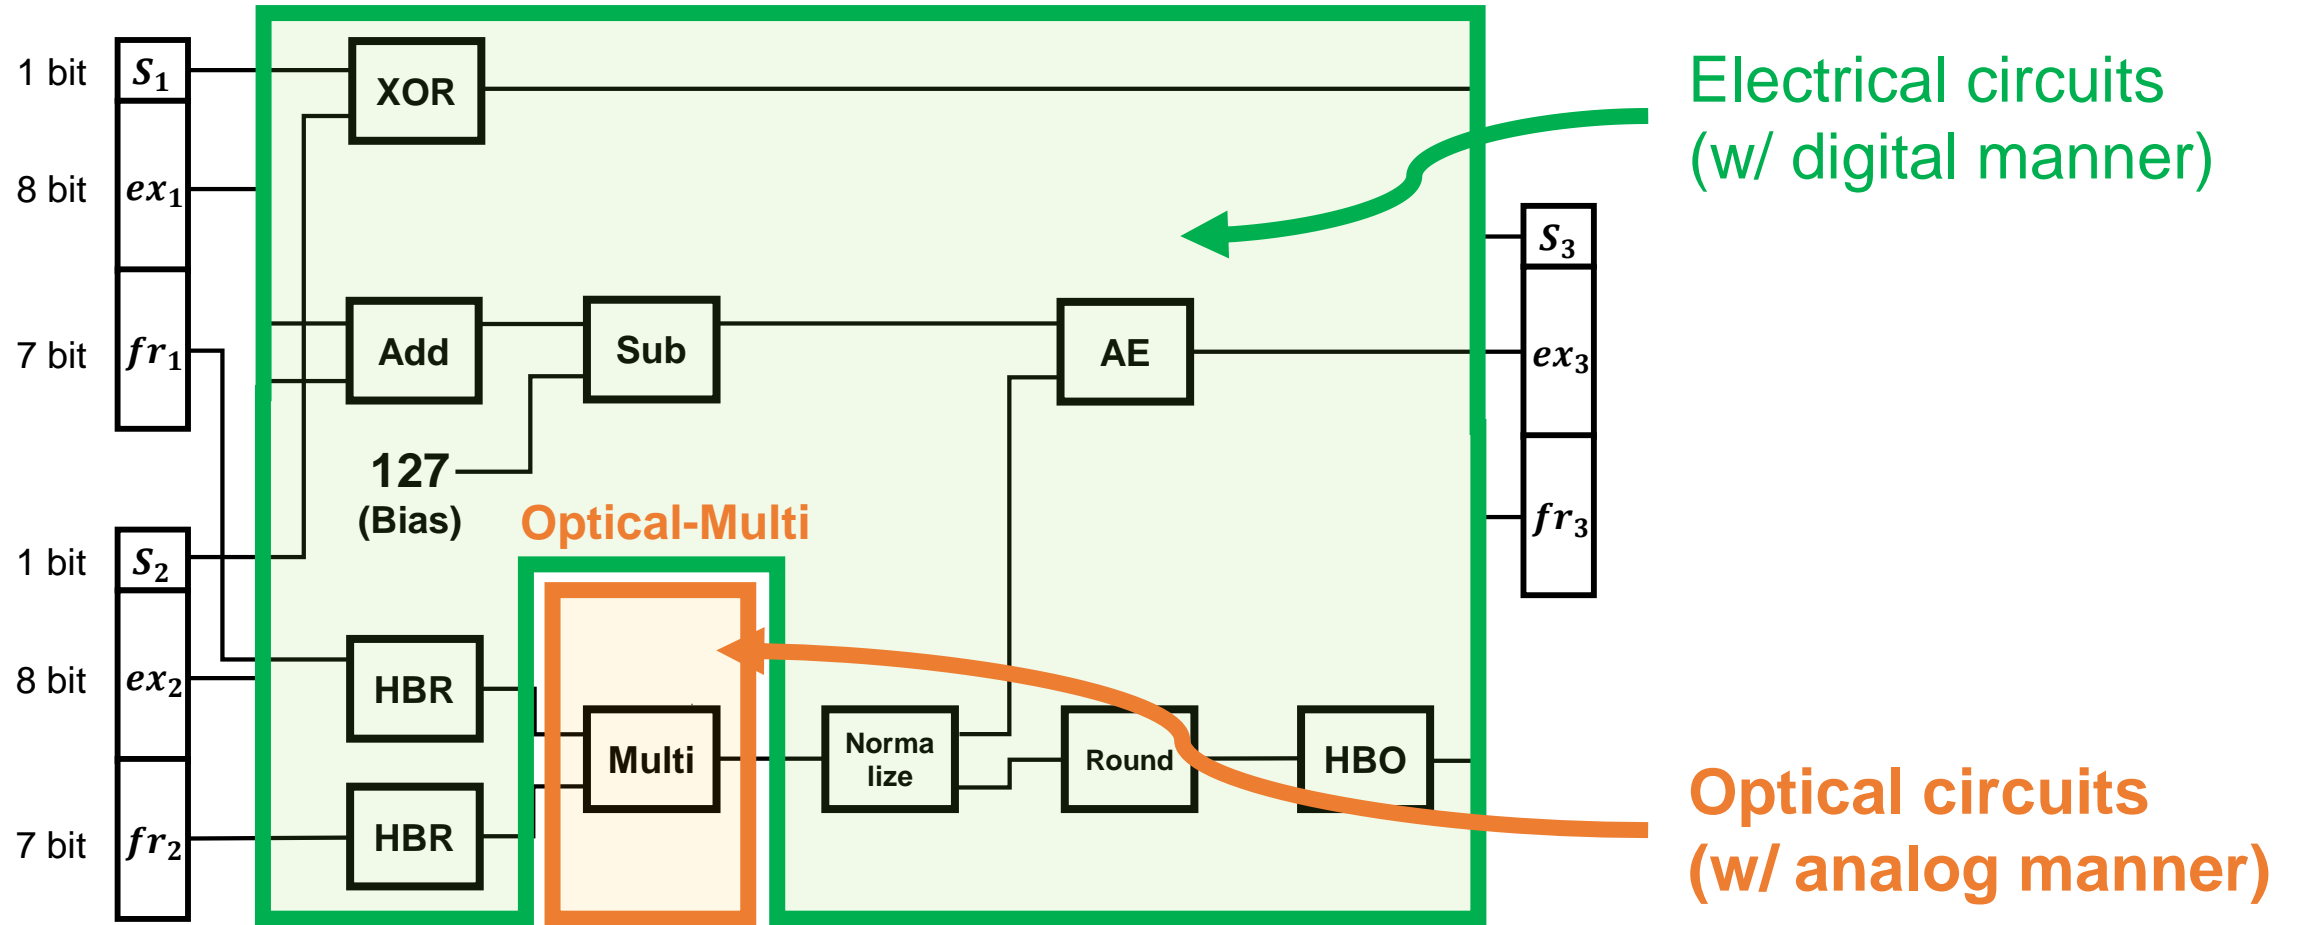 1 bit
S1
XOR
Electrical circuits
(w/ digital manner)
8 bit
ex1
S3
7 bit
fr1
Add
Sub
AE
ex3
127
(Bias)
Optical-Multi
fr3
1 bit
S2
8 bit
ex2
HBR
Multi
Norma
lize
Round
HBO
Optical circuits
(w/ analog manner)
7 bit
fr2
HBR